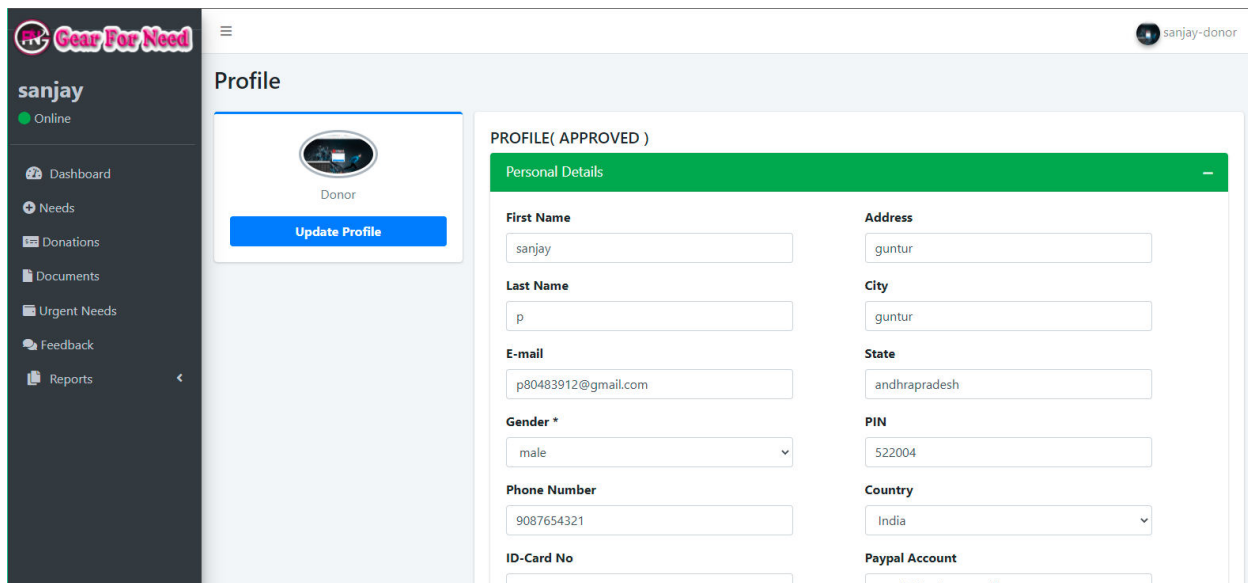 FNG Gear For Need
☰
sanjay-donor
sanjay
Online
Dashboard
Needs
Donations
Documents
Urgent Needs
Feedback
Reports
Profile
Donor
Update Profile
PROFILE( APPROVED )
Personal Details
First Name
sanjay
Last Name
p
E-mail
p80483912@gmail.com
Gender *
male
Phone Number
9087654321
ID-Card No
Address
guntur
City
guntur
State
andhrapradesh
PIN
522004
Country
India
Paypal Account